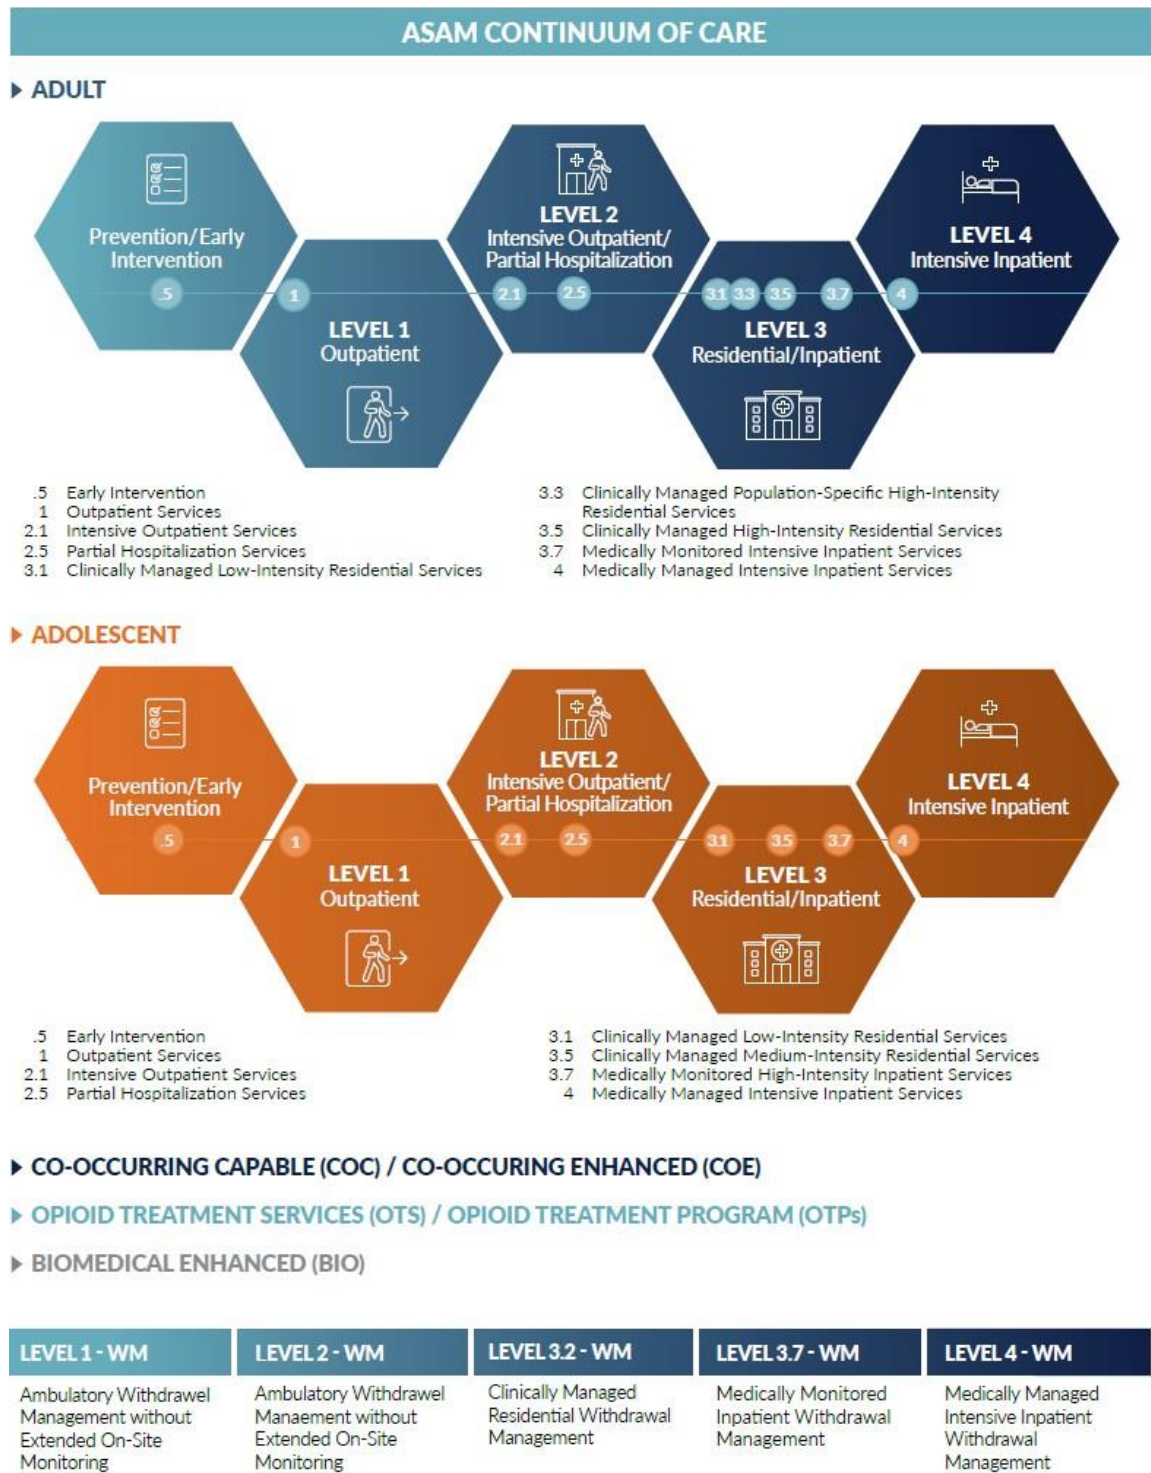 ASAM CONTINUUM OF CARE
ADULT
Prevention/Early
Intervention
.5
LEVEL 1
Outpatient
1
LEVEL 2
Intensive Outpatient/
Partial Hospitalization
2.1 2.5
LEVEL 3
Residential/Inpatient
3.1 3.3 3.5 3.7
LEVEL 4
Intensive Inpatient
4
.5 Early Intervention
1 Outpatient Services
2.1 Intensive Outpatient Services
2.5 Partial Hospitalization Services
3.1 Clinically Managed Low-Intensity Residential Services
3.3 Clinically Managed Population-Specific High-Intensity
Residential Services
3.5 Clinically Managed High-Intensity Residential Services
3.7 Medically Monitored Intensive Inpatient Services
4 Medically Managed Intensive Inpatient Services
ADOLESCENT
Prevention/Early
Intervention
.5
LEVEL 1
Outpatient
1
LEVEL 2
Intensive Outpatient/
Partial Hospitalization
2.1 2.5
LEVEL 3
Residential/Inpatient
3.1 3.5 3.7
LEVEL 4
Intensive Inpatient
4
.5 Early Intervention
1 Outpatient Services
2.1 Intensive Outpatient Services
2.5 Partial Hospitalization Services
3.1 Clinically Managed Low-Intensity Residential Services
3.5 Clinically Managed Medium-Intensity Residential Services
3.7 Medically Monitored High-Intensity Inpatient Services
4 Medically Managed Intensive Inpatient Services
CO-OCCURRING CAPABLE (COC) / CO-OCCURING ENHANCED (COE)
OPIOID TREATMENT SERVICES (OTS) / OPIOID TREATMENT PROGRAM (OTPs)
BIOMEDICAL ENHANCED (BIO)
LEVEL 1 - WM
Ambulatory Withdrawel
Management without
Extended On-Site
Monitoring
LEVEL 2 - WM
Ambulatory Withdrawel
Manaement without
Extended On-Site
Monitoring
LEVEL 3.2 - WM
Clinically Managed
Residential Withdrawal
Management
LEVEL 3.7 - WM
Medically Monitored
Inpatient Withdrawal
Management
LEVEL 4 - WM
Medically Managed
Intensive Inpatient
Withdrawal
Management